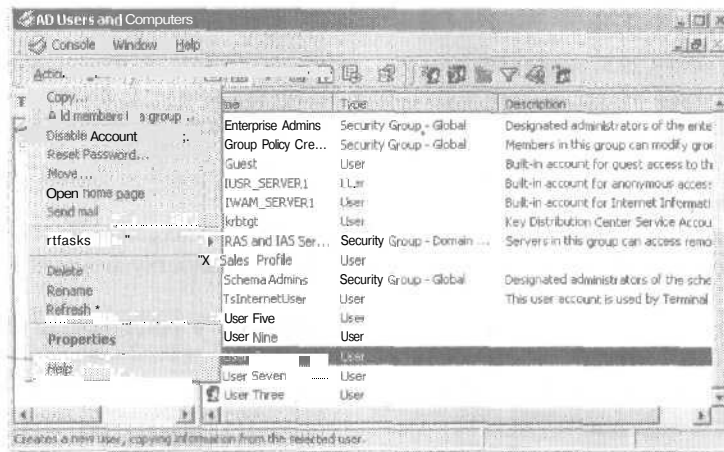 AD Users and Computers
Console Window Help
Copy...
Disable Account
Reset Password...
Move...
Open home page
Send mail
rtfasks
Delete
Rename
Refresh
Properties
Help
Type Description
Enterprise Admins Security Group - Global Designated administrators of the ente
Group Policy Cre... Security Group - Global Members in this group can modify grou
Guest User Built-in account for guest access to th
IUSR_SERVER1 Built-in account for anonymous access
IWAM_SERVER1 User Built-in account for Internet Informati
krbtgt User Key Distribution Center Service Accou
RAS and IAS Ser... Security Group - Domain ... Servers in this group can access remo
Sales Profile User
Schema Admins Security Group - Global Designated administrators of the sche
TsInternetUser User This user account is used by Terminal
User Five User
User Nine User
User
User Seven User
User Three User
Creates a new user, copying information from the selected user.